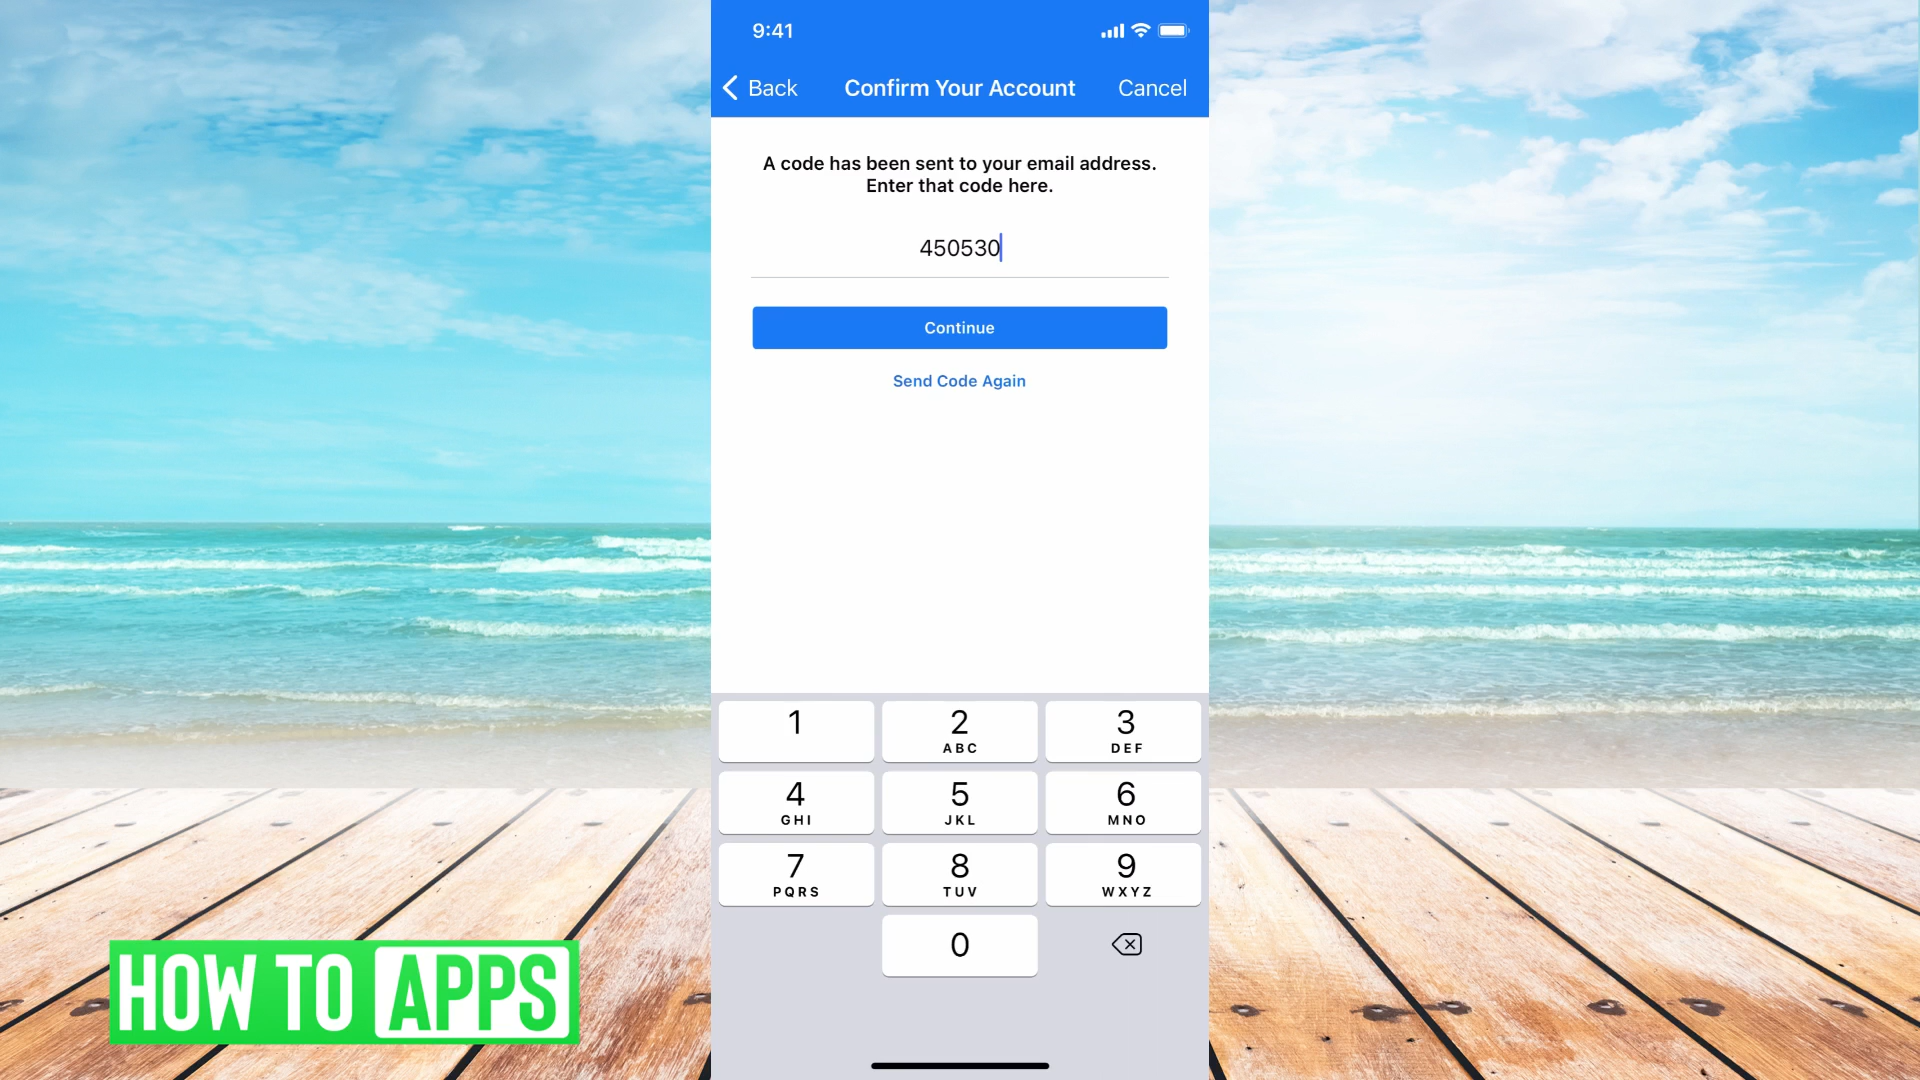 9:41
Back
Confirm Your Account
Cancel
A code has been sent to your email address.
Enter that code here.
450530
Continue
Send Code Again
1
2
ABC
3
DEF
4
GHI
5
JKL
6
MNO
7
PQRS
8
TUV
9
WXYZ
0
HOW TO APPS